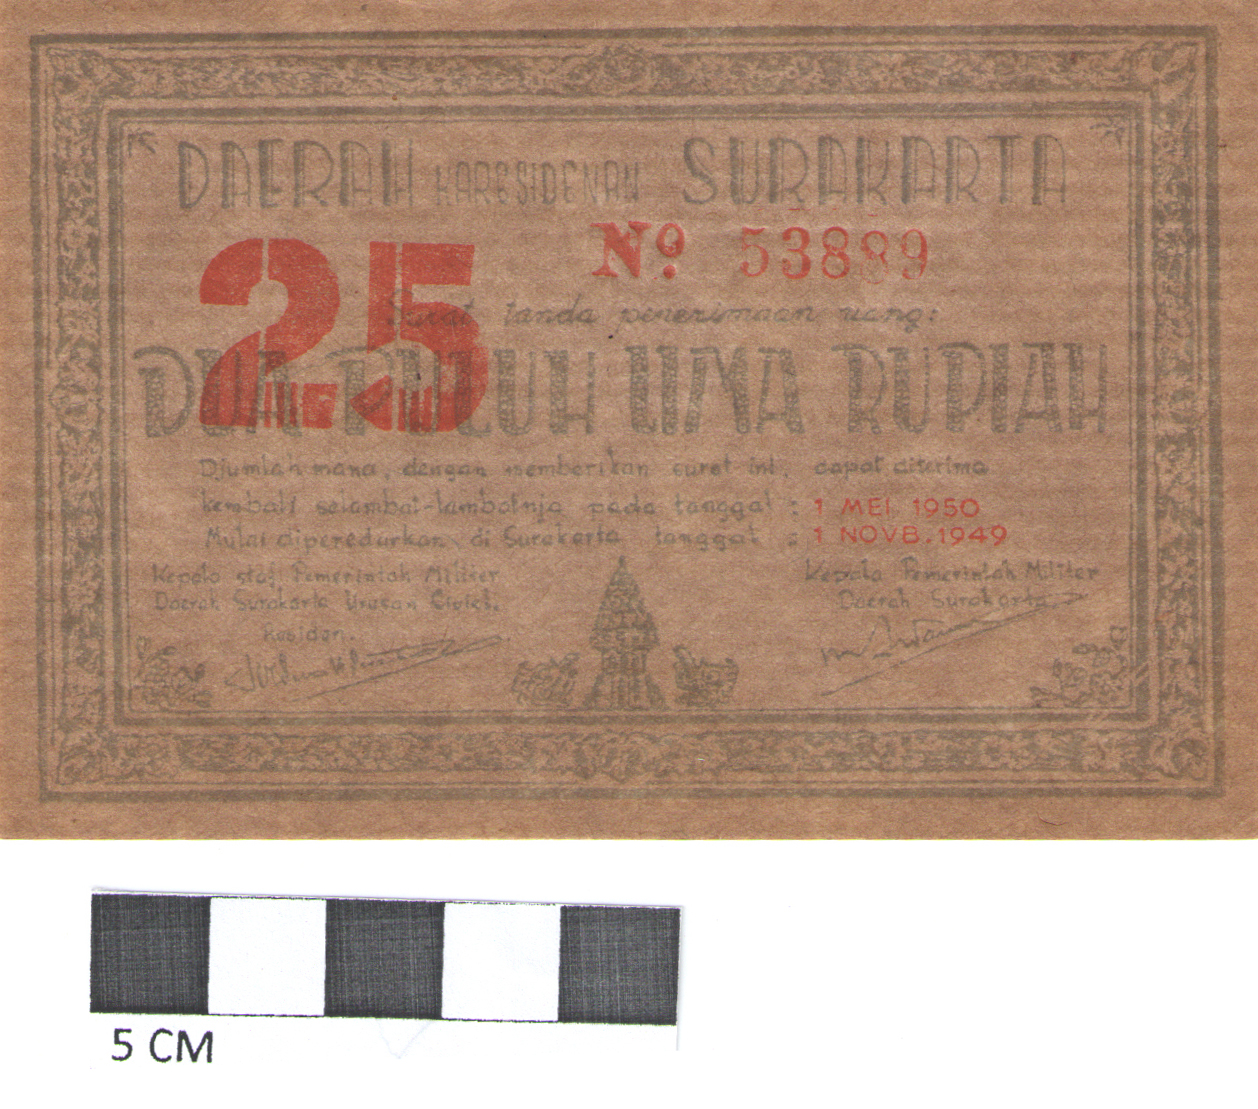 DAERAH KARESIDENAN SURAKARTA
25
No. 53889
Surat tanda penerimaan uang:
DUA PULUH LIMA RUPIAH
Djumlah mana, dengan memberikan surat ini, dapat diterima
kembali selambat-lambatnja pada tanggal : 1 MEI 1950
Mulai diperedarkan di Surakarta tanggal : 1 NOVB. 1949
Kepala staf Pemerintah Militer
Daerah Surakarta Urusan Civiel.
Residen.
Kepala Pemerintah Militer
Daerah Surakarta
5 CM